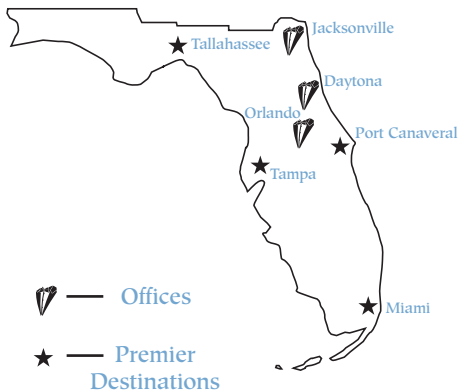 Jacksonville
Tallahassee
Daytona
Orlando
Port Canaveral
Tampa
Miami
Offices
Premier
Destinations